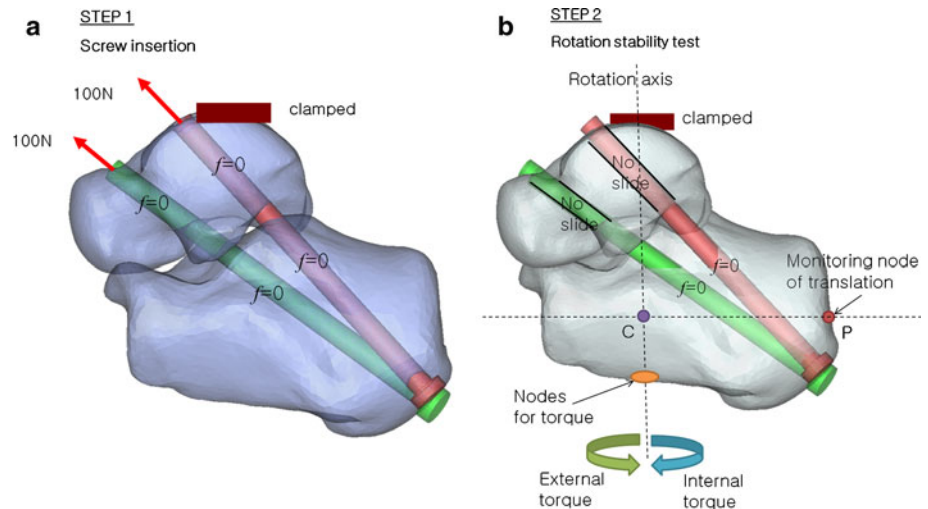 a
STEP 1
Screw insertion
100N
100N
clamped
f=0
f=0
f=0
f=0
b
STEP 2
Rotation stability test
Rotation axis
clamped
No
slide
No
slide
f=0
f=0
Monitoring node
of translation
C
P
Nodes
for torque
External
torque
Internal
torque